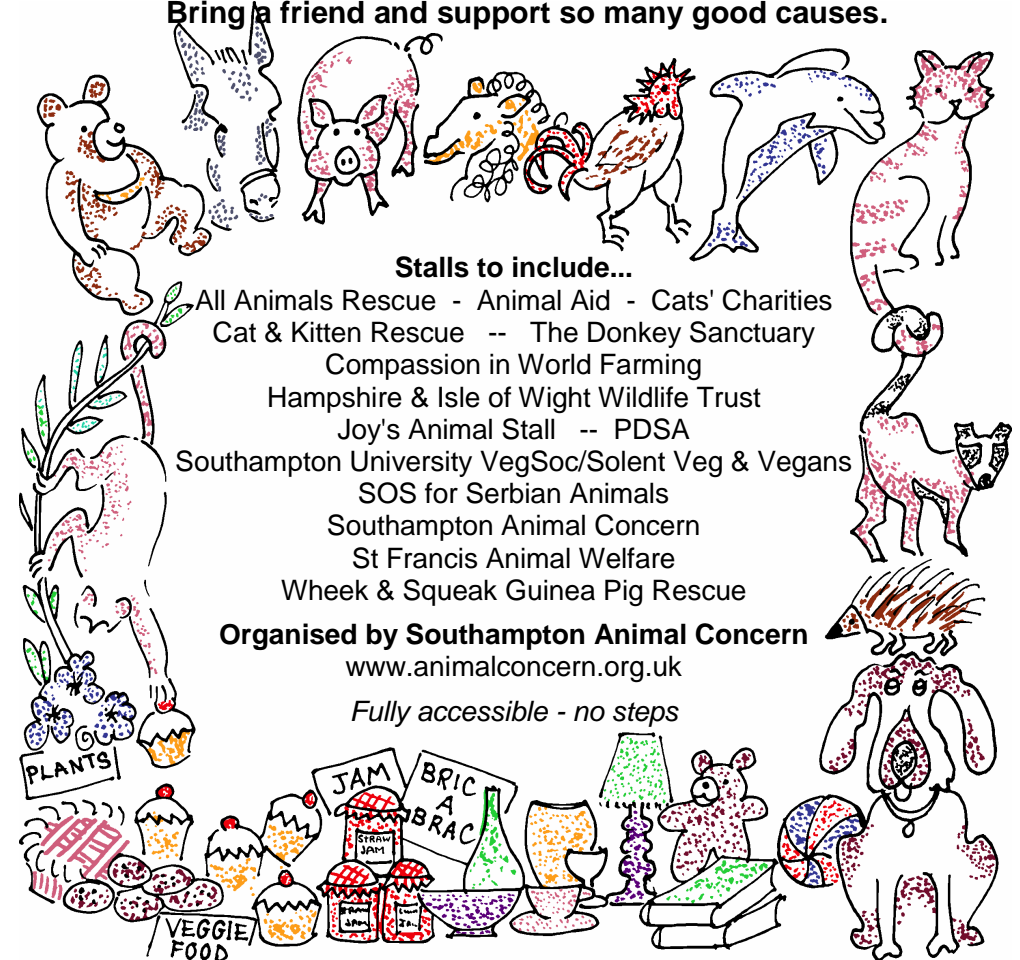 Bring a friend and support so many good causes.
Stalls to include...
All Animals Rescue - Animal Aid - Cats' Charities
Cat & Kitten Rescue -- The Donkey Sanctuary
Compassion in World Farming
Hampshire & Isle of Wight Wildlife Trust
Joy's Animal Stall -- PDSA
Southampton University VegSoc/Solent Veg & Vegans
SOS for Serbian Animals
Southampton Animal Concern
St Francis Animal Welfare
Wheek & Squeak Guinea Pig Rescue
Organised by Southampton Animal Concern
www.animalconcern.org.uk
Fully accessible - no steps
PLANTS
JAM
BRIC
A
BRAC
STRAW
JAM
JAM
VEGGIE
FOOD